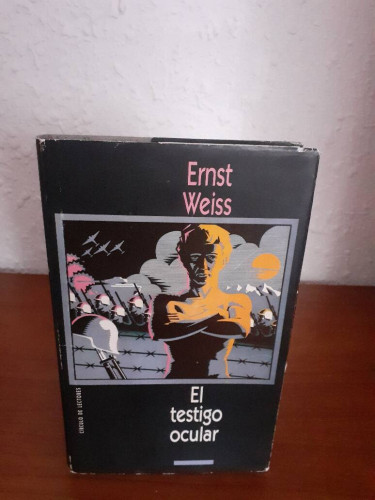 Ernst
Weiss
CÍRCULO DE LECTORES
El
testigo
ocular